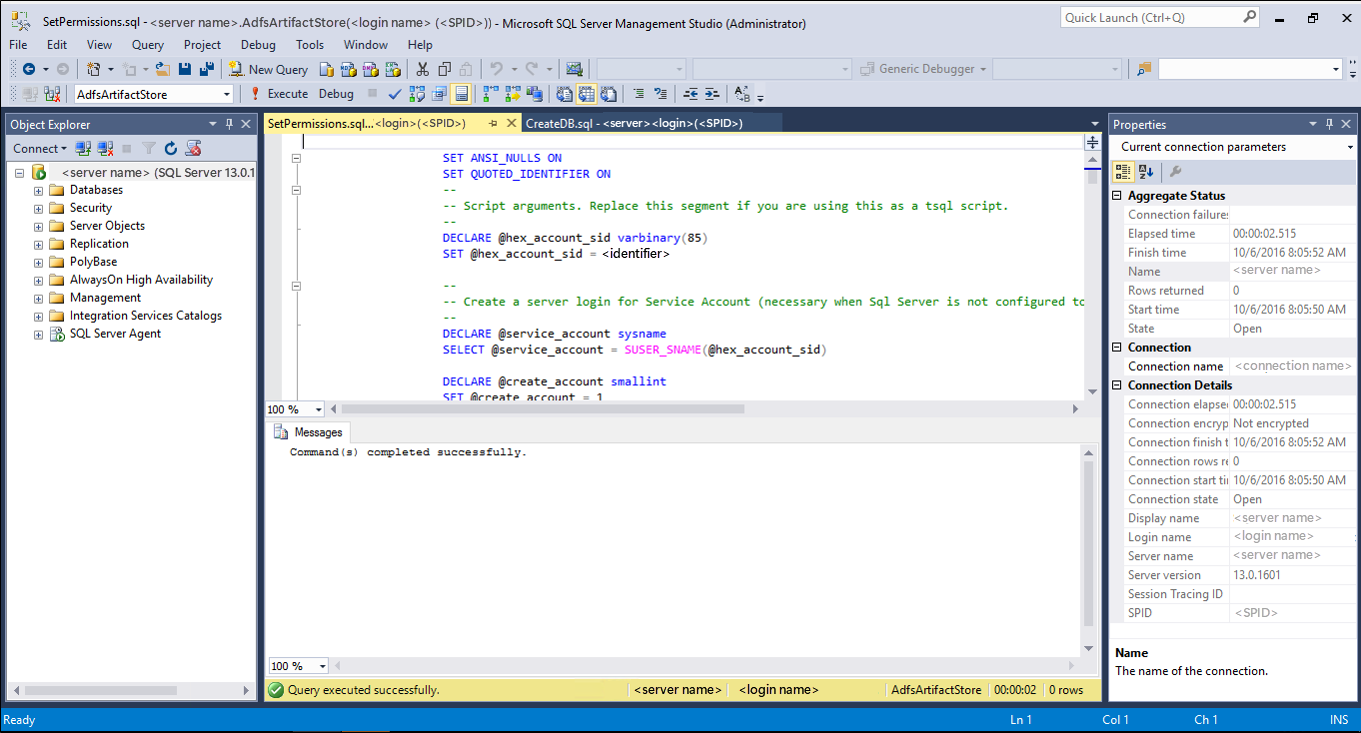 SetPermissions.sql - <server name>.AdfsArtifactStore(<login name> (<SPID>)) - Microsoft SQL Server Management Studio (Administrator)
Quick Launch (Ctrl+Q)
File Edit View Query Project Debug Tools Window Help
New Query
Generic Debugger
AdfsArtifactStore
Execute Debug
Object Explorer
Connect
<server name> (SQL Server 13.0.1
Databases
Security
Server Objects
Replication
PolyBase
AlwaysOn High Availability
Management
Integration Services Catalogs
SQL Server Agent
SetPermissions.sql...<login>(<SPID>)
CreateDB.sql - <server><login>(<SPID>)
SET ANSI_NULLS ON
SET QUOTED_IDENTIFIER ON
--
-- Script arguments. Replace this segment if you are using this as a tsql script.
--
DECLARE @hex_account_sid varbinary(85)
SET @hex_account_sid = <identifier>
--
-- Create a server login for Service Account (necessary when Sql Server is not configured to
--
DECLARE @service_account sysname
SELECT @service_account = SUSER_SNAME(@hex_account_sid)
DECLARE @create_account smallint
SET @create_account = 1
100 %
Messages
Command(s) completed successfully.
100 %
Query executed successfully.
<server name>
<login name>
AdfsArtifactStore
00:00:02
0 rows
Properties
Current connection parameters
Aggregate Status
Connection failures
Elapsed time 00:00:02.515
Finish time 10/6/2016 8:05:52 AM
Name <server name>
Rows returned 0
Start time 10/6/2016 8:05:50 AM
State Open
Connection
Connection name <connection name>
Connection Details
Connection elapse 00:00:02.515
Connection encryp Not encrypted
Connection finish t 10/6/2016 8:05:52 AM
Connection rows re 0
Connection start ti 10/6/2016 8:05:50 AM
Connection state Open
Display name <server name>
Login name <login name>
Server name <server name>
Server version 13.0.1601
Session Tracing ID
SPID <SPID>
Name
The name of the connection.
Ready
Ln 1
Col 1
Ch 1
INS